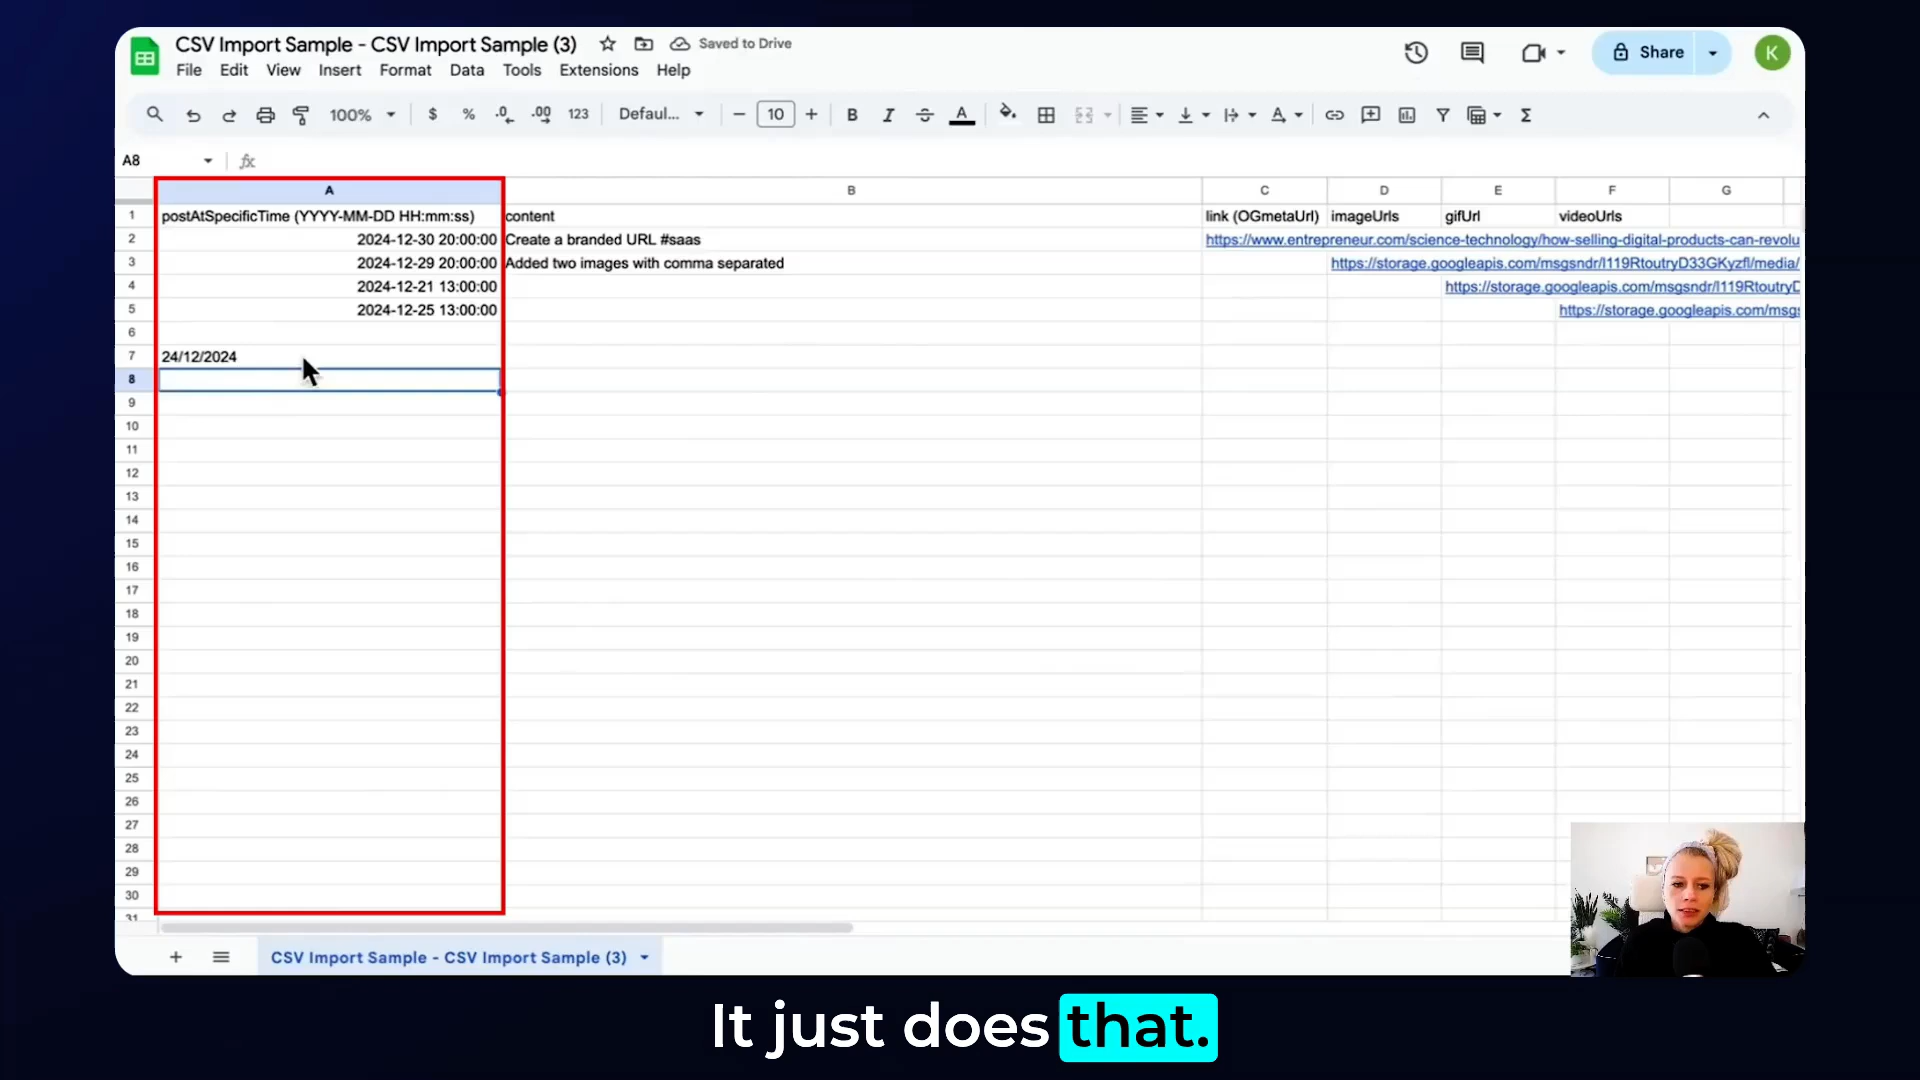 CSV Import Sample - CSV Import Sample (3) Saved to Drive
Share
K
File Edit View Insert Format Data Tools Extensions Help
100% $ % .0 .00 123 Defaul... 10 B I A Σ
A8 fx
A B C D E F G
1 postAtSpecificTime (YYYY-MM-DD HH:mm:ss) content link (OGmetaUrl) imageUrls gifUrl videoUrls
2 2024-12-30 20:00:00 Create a branded URL #saas https://www.entrepreneur.com/science-technology/how-selling-digital-products-can-revolu
3 2024-12-29 20:00:00 Added two images with comma separated https://storage.googleapis.com/msgsndr/I119RtoutryD33GKyzfl/media/
4 2024-12-21 13:00:00 https://storage.googleapis.com/msgsndr/I119RtoutryD
5 2024-12-25 13:00:00 https://storage.googleapis.com/msgs
6
7 24/12/2024
8
9
10
11
12
13
14
15
16
17
18
19
20
21
22
23
24
25
26
27
28
29
30
31
CSV Import Sample - CSV Import Sample (3)
It just does that.